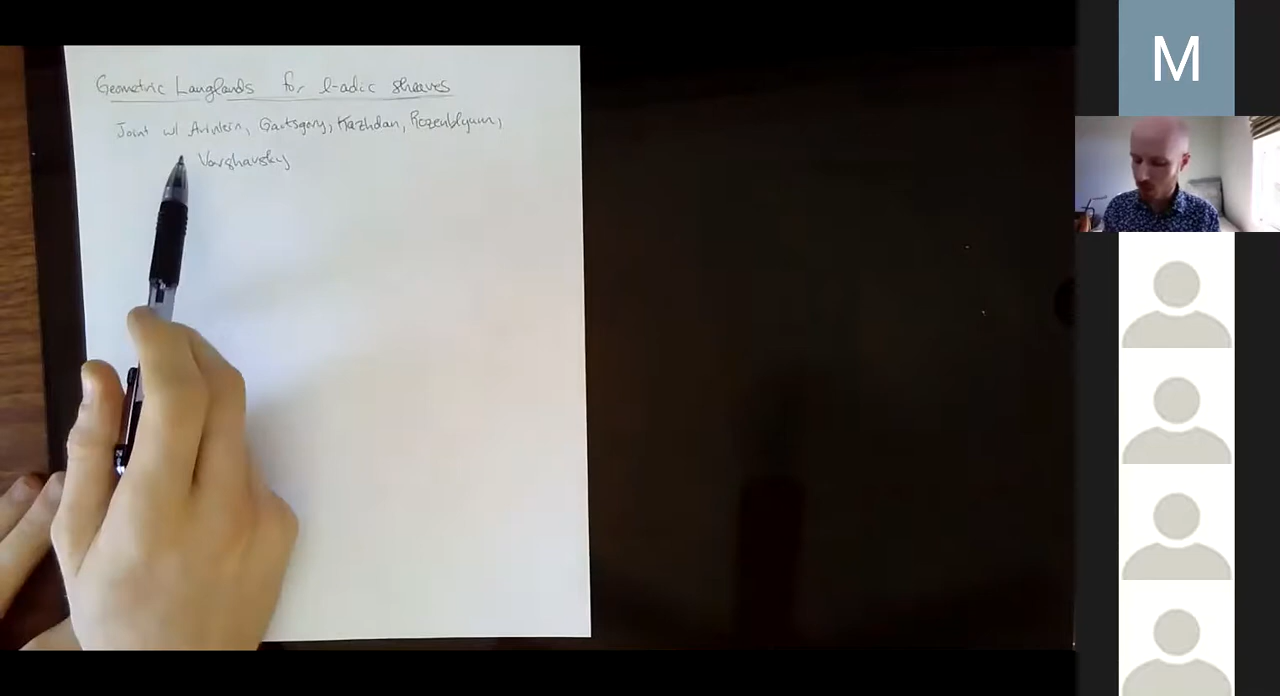 Geometric Langlands for l-adic sheaves
Joint w/ Arinkin, Gaitsgory, Kazhdan, Rozenblyum,
Varshavsky
M